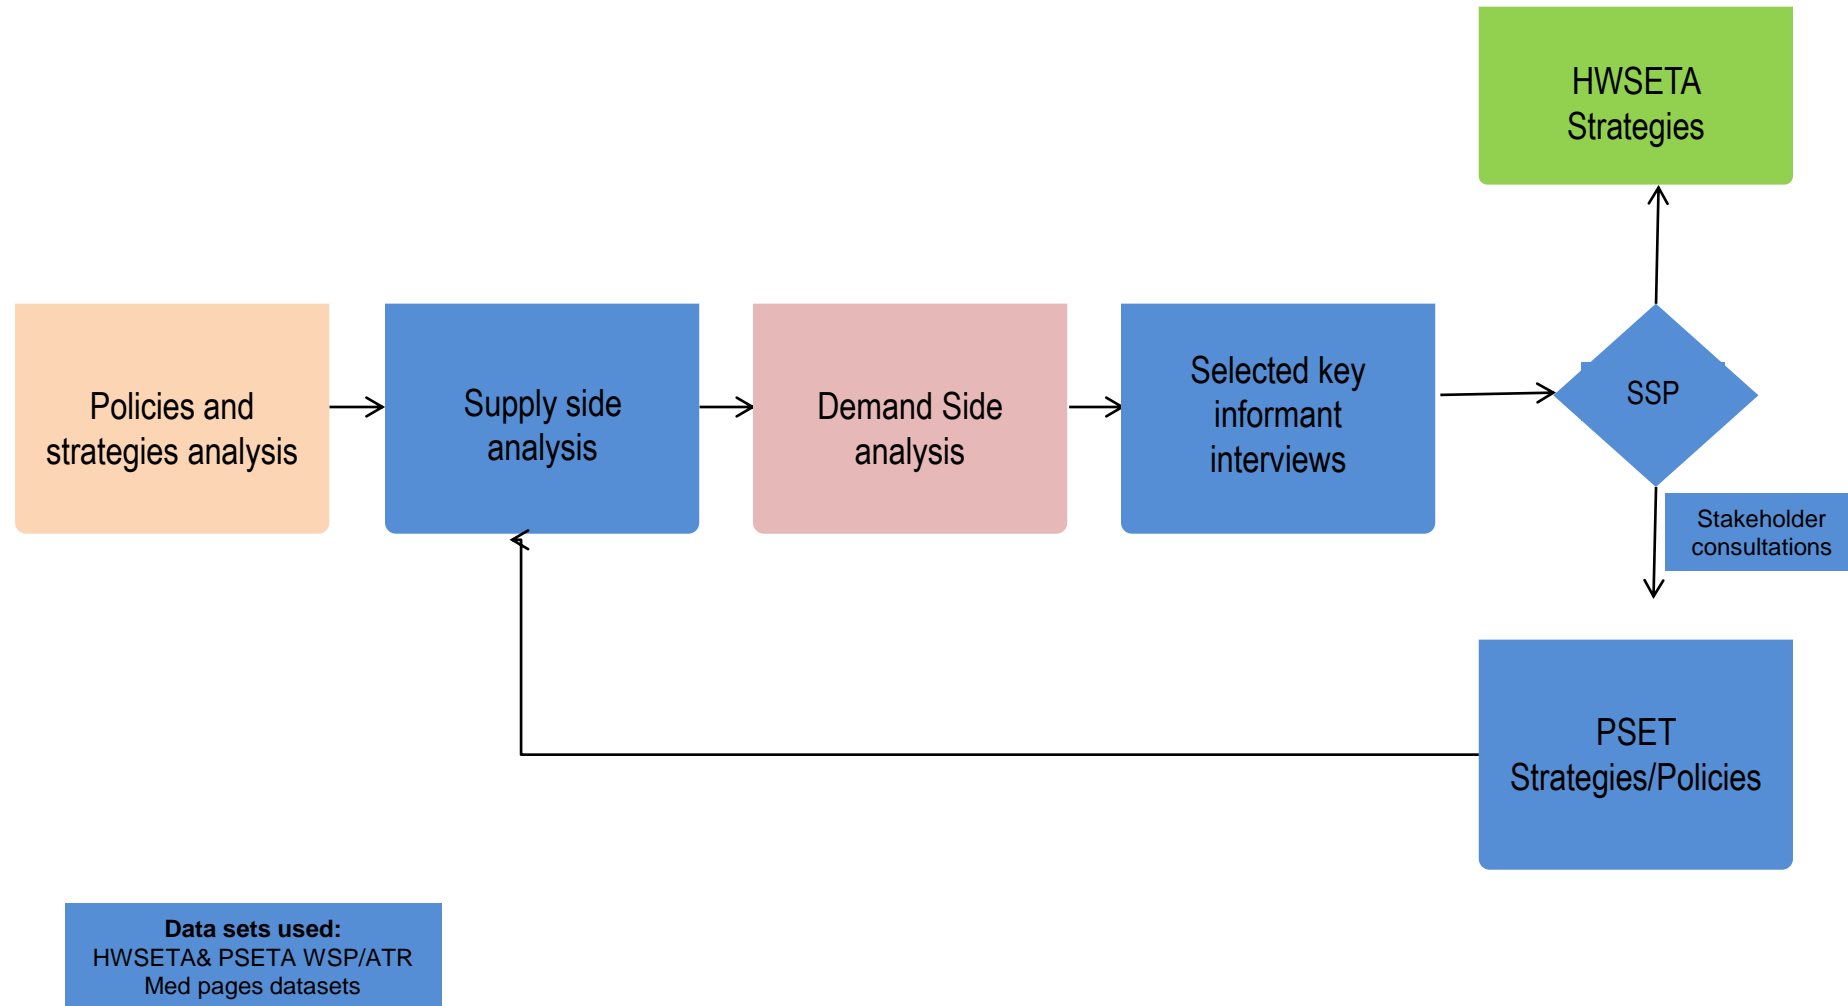 HWSETA
Strategies
Policies and
strategies analysis
Supply side
analysis
Demand Side
analysis
Selected key
informant
interviews
SSP
Stakeholder
consultations
PSET
Strategies/Policies
Data sets used:
HWSETA& PSETA WSP/ATR
Med pages datasets